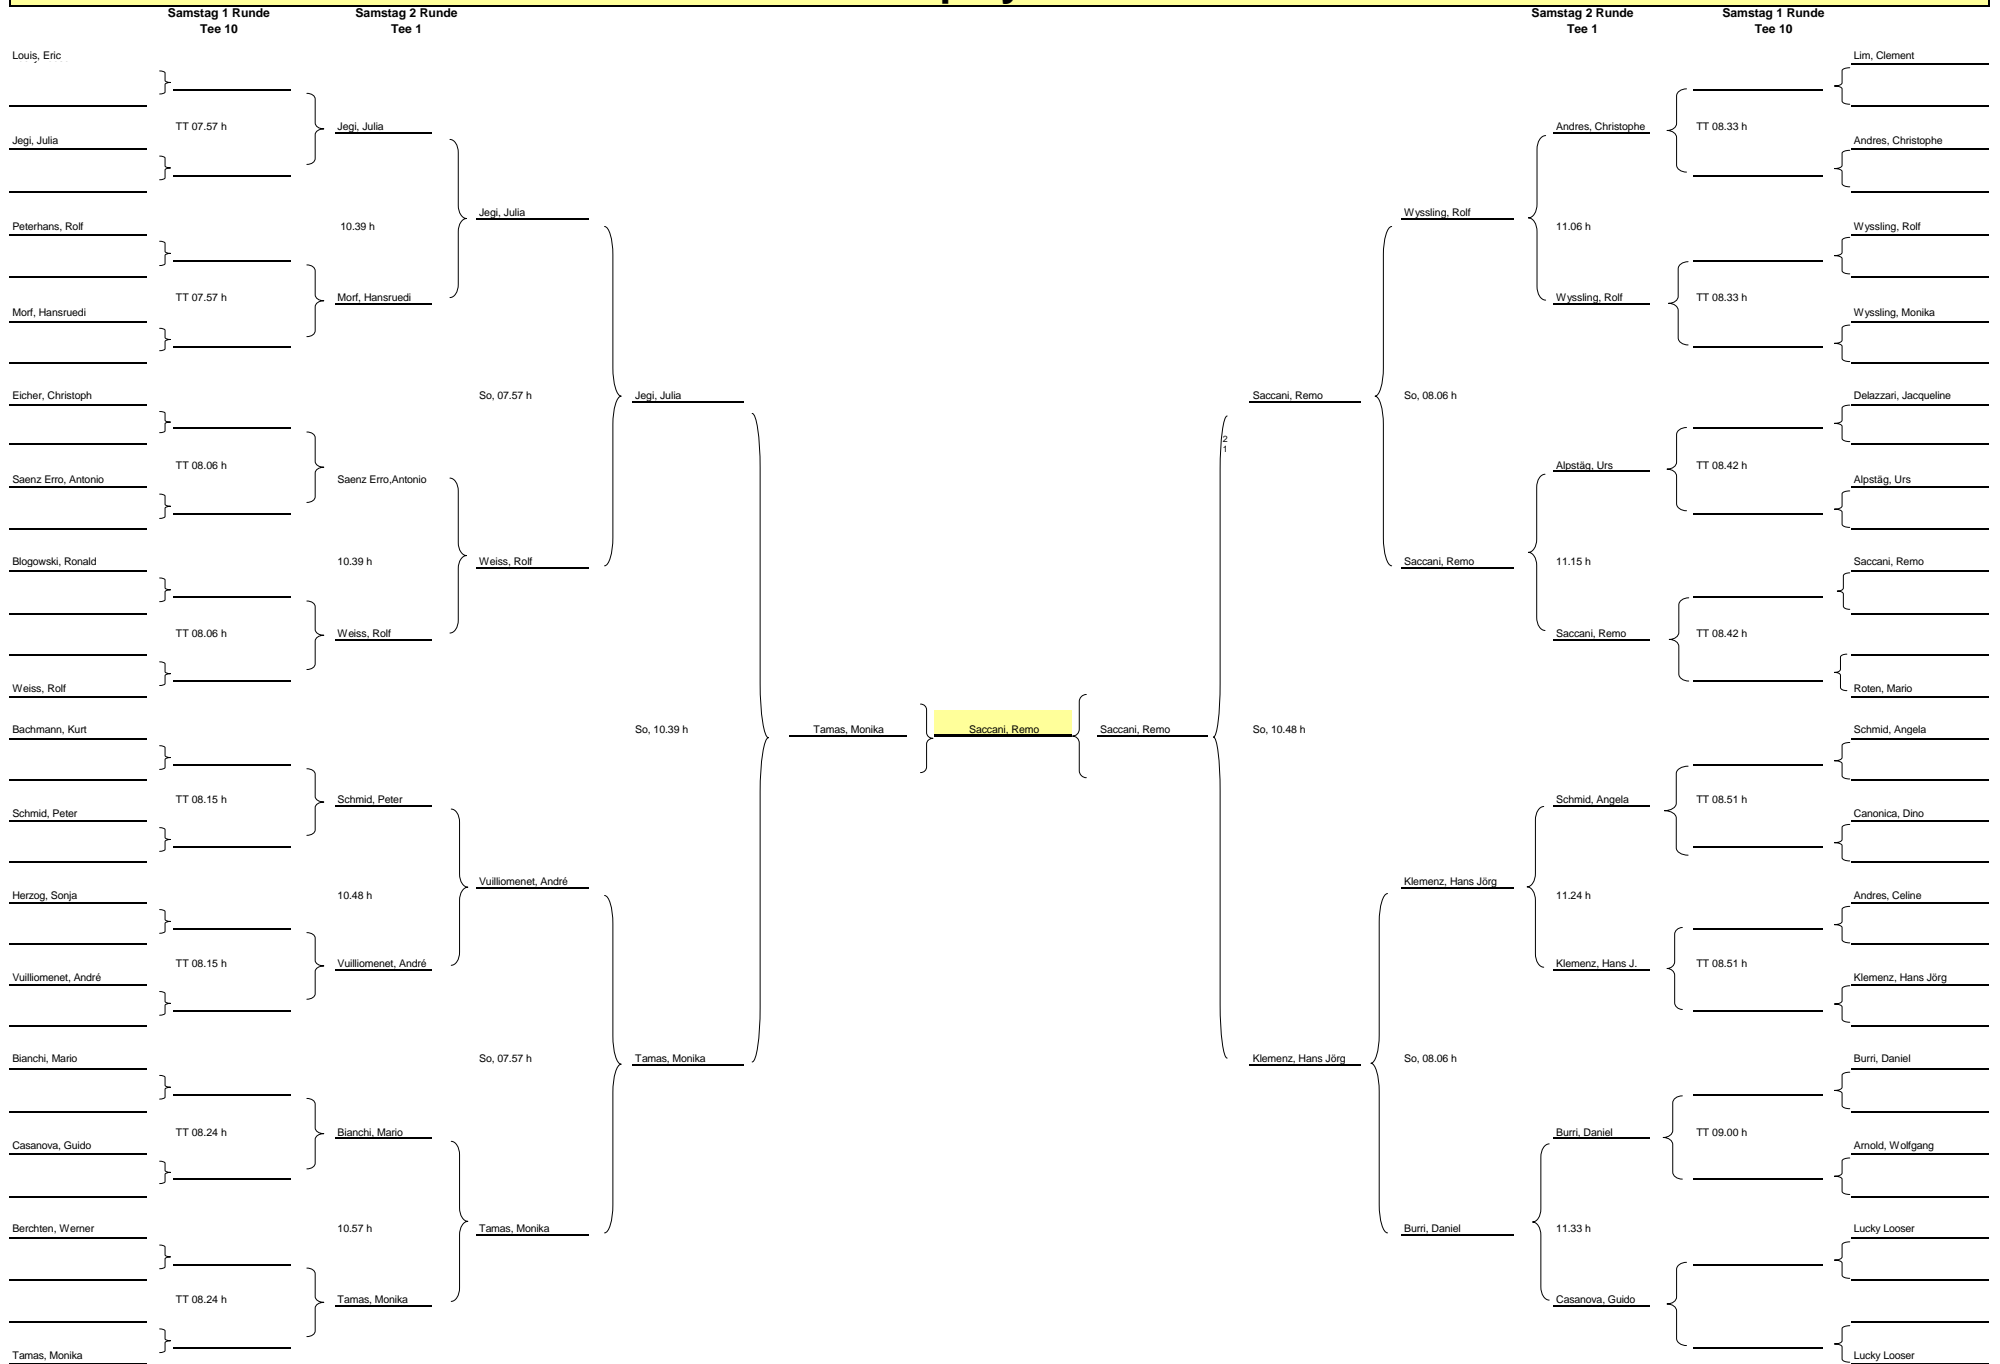 Samstag 1 Runde
Tee 10
Samstag 2 Runde
Tee 1
Samstag 2 Runde
Tee 1
Samstag 1 Runde
Tee 10
Louis, Eric
Lim, Clement
TT 07.57 h
Jegi, Julia
Andres, Christophe
TT 08.33 h
Jegi, Julia
Andres, Christophe
Jegi, Julia
Wyssling, Rolf
Peterhans, Rolf
10.39 h
11.06 h
Wyssling, Rolf
TT 07.57 h
Morf, Hansruedi
Wyssling, Rolf
TT 08.33 h
Morf, Hansruedi
Wyssling, Monika
Eicher, Christoph
So, 07.57 h
Jegi, Julia
Saccani, Remo
So, 08.06 h
Delazzari, Jacqueline
2
1
TT 08.06 h
Alpstäg, Urs
TT 08.42 h
Saenz Erro, Antonio
Saenz Erro,Antonio
Alpstäg, Urs
Blogowski, Ronald
10.39 h
Weiss, Rolf
Saccani, Remo
11.15 h
Saccani, Remo
TT 08.06 h
Weiss, Rolf
Saccani, Remo
TT 08.42 h
Weiss, Rolf
Roten, Mario
Bachmann, Kurt
So, 10.39 h
Tamas, Monika
Saccani, Remo
Saccani, Remo
So, 10.48 h
Schmid, Angela
TT 08.15 h
Schmid, Peter
Schmid, Angela
TT 08.51 h
Schmid, Peter
Canonica, Dino
Vuilliomenet, André
Klemenz, Hans Jörg
Herzog, Sonja
10.48 h
11.24 h
Andres, Celine
TT 08.15 h
Vuilliomenet, André
Klemenz, Hans J.
TT 08.51 h
Vuilliomenet, André
Klemenz, Hans Jörg
Bianchi, Mario
So, 07.57 h
Tamas, Monika
Klemenz, Hans Jörg
So, 08.06 h
Burri, Daniel
TT 08.24 h
Bianchi, Mario
Burri, Daniel
TT 09.00 h
Casanova, Guido
Arnold, Wolfgang
Berchten, Werner
10.57 h
Tamas, Monika
Burri, Daniel
11.33 h
Lucky Looser
TT 08.24 h
Tamas, Monika
Casanova, Guido
Tamas, Monika
Lucky Looser